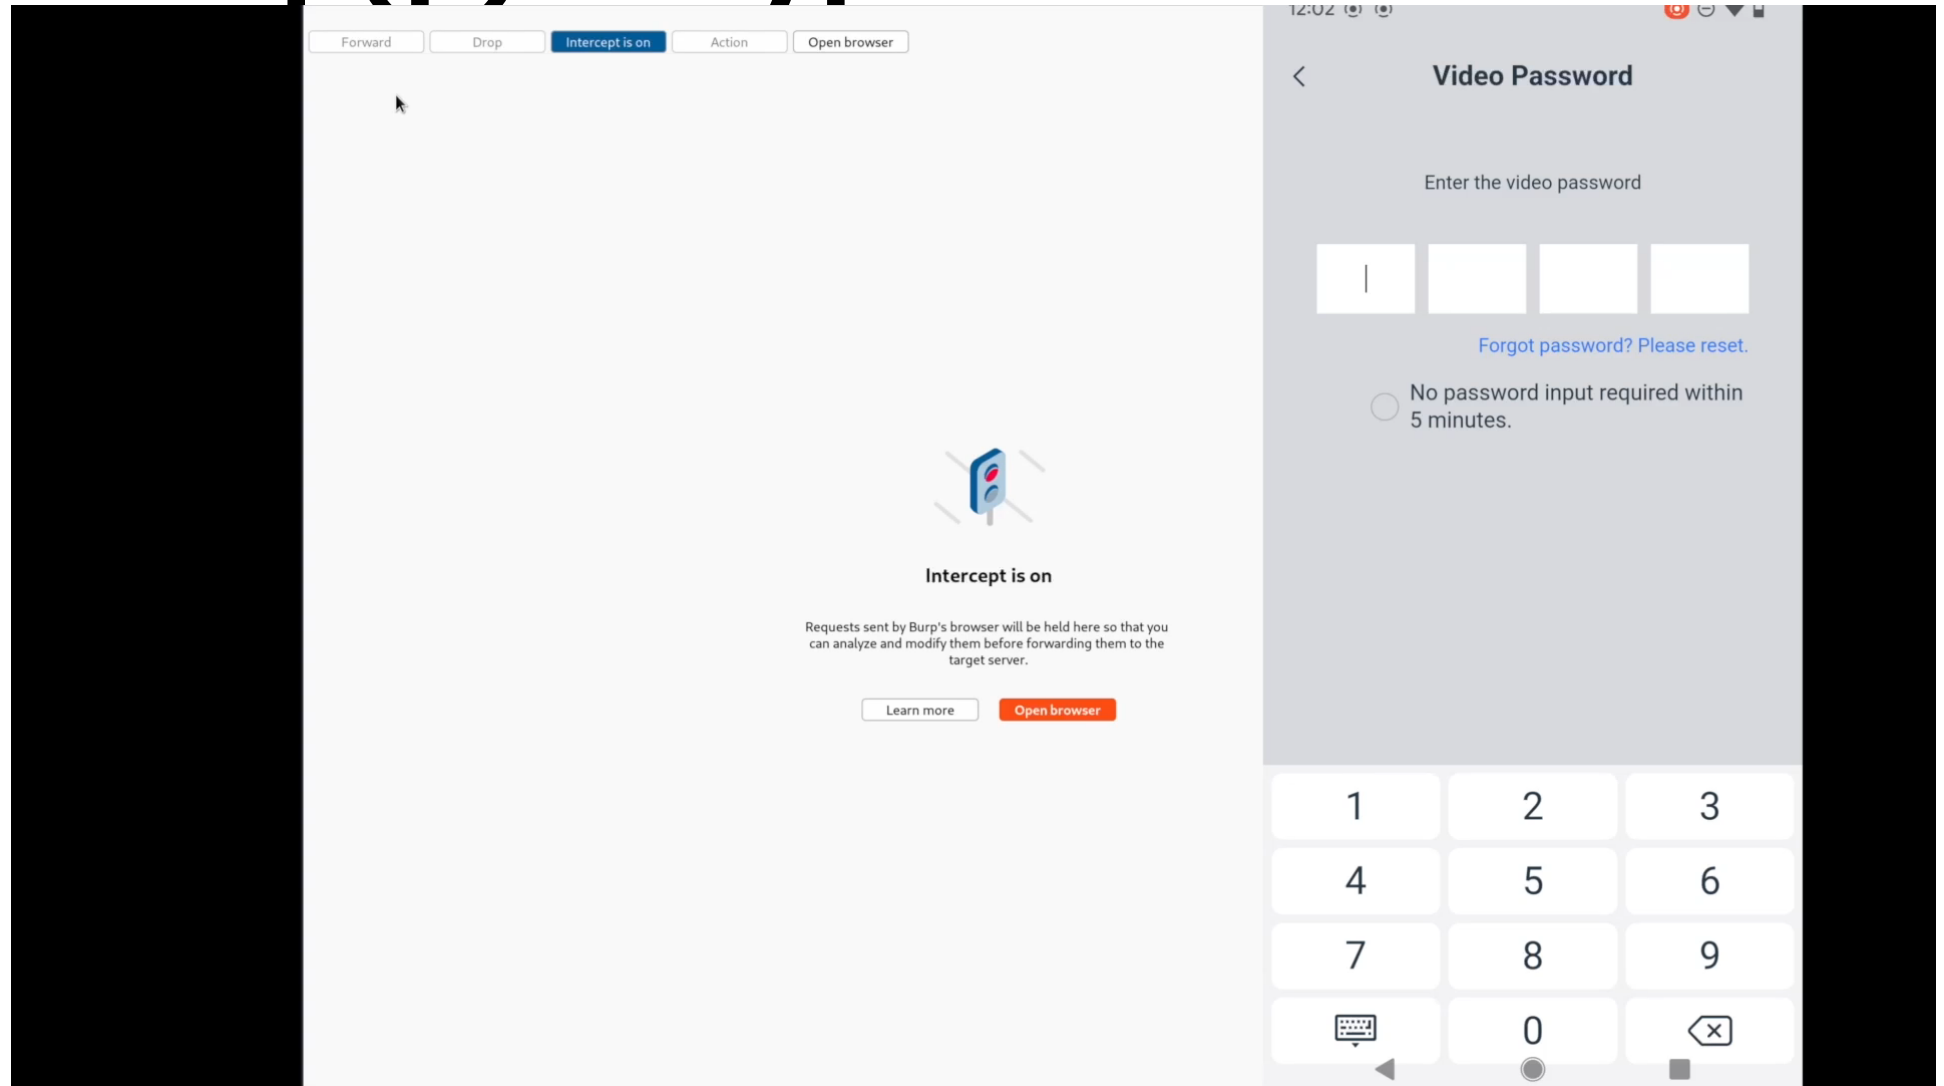 Forward Drop Intercept is on Action Open browser
Intercept is on
Requests sent by Burp's browser will be held here so that you
can analyze and modify them before forwarding them to the
target server.
Learn more Open browser
12:02
Video Password
Enter the video password
Forgot password? Please reset.
No password input required within
5 minutes.
1 2 3
4 5 6
7 8 9
0